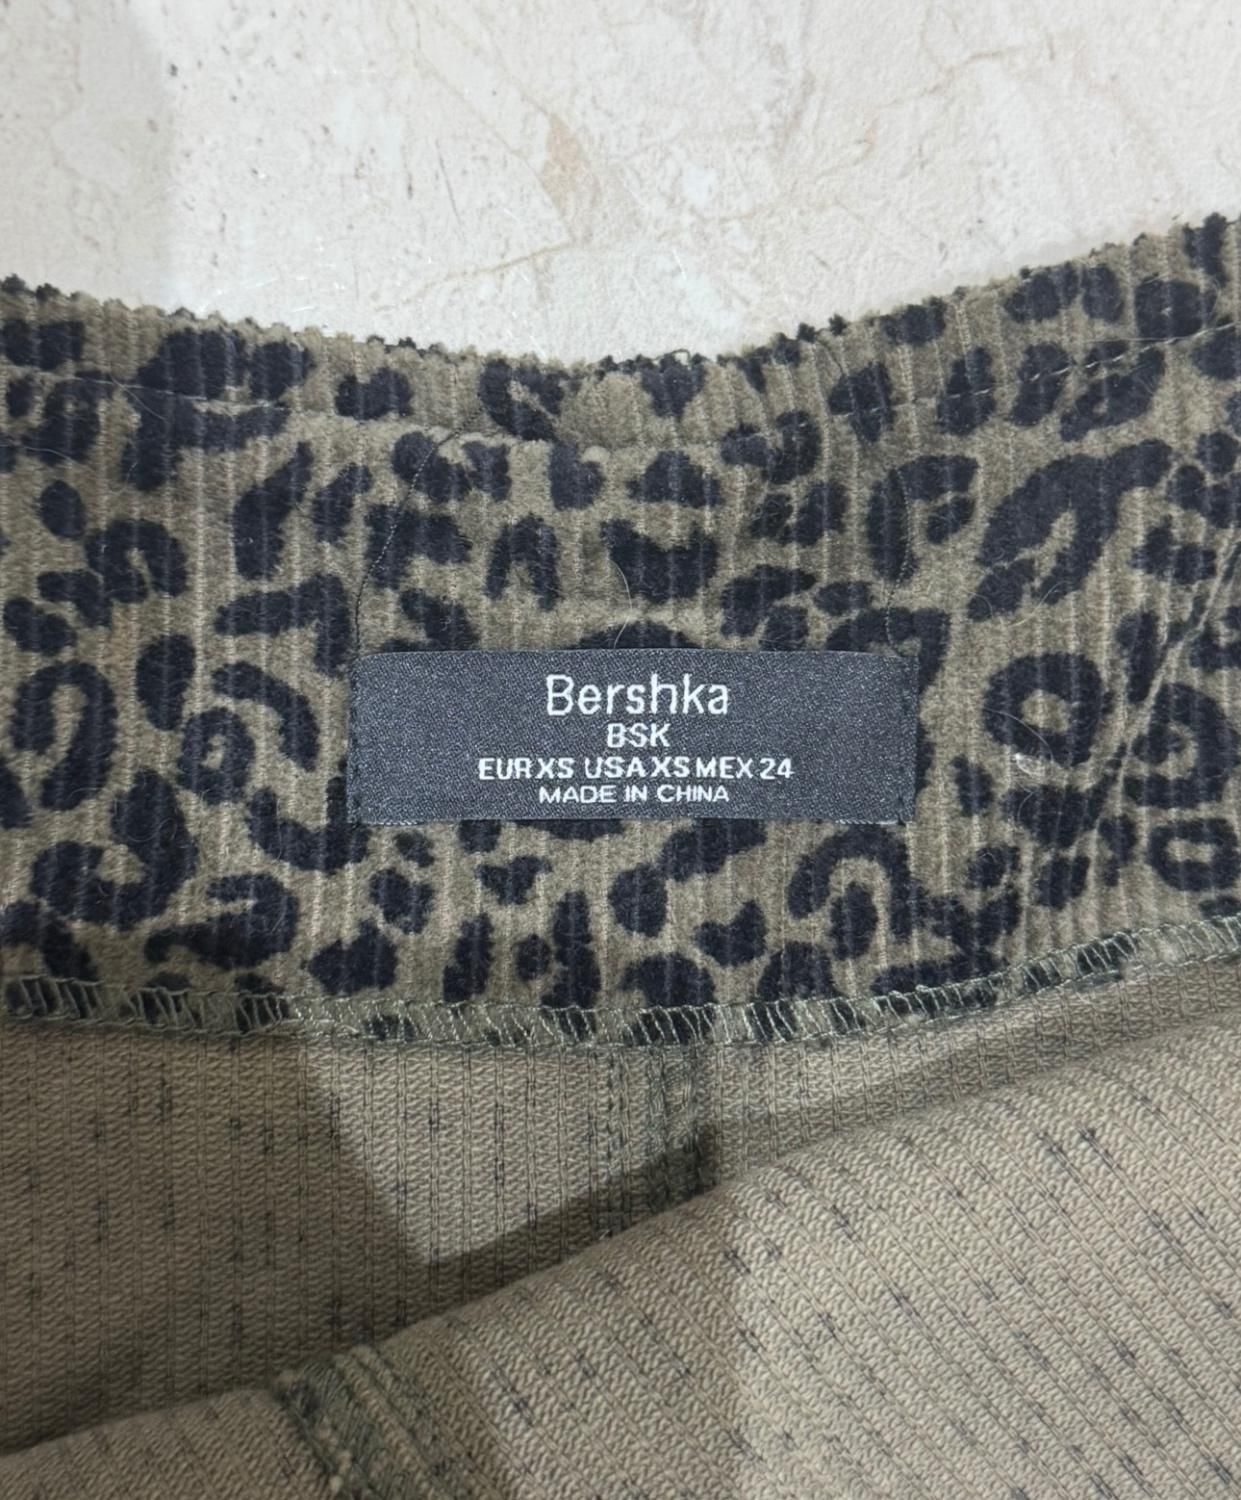 Bershka
BSK
EUR XS USA XS MEX 24
MADE IN CHINA